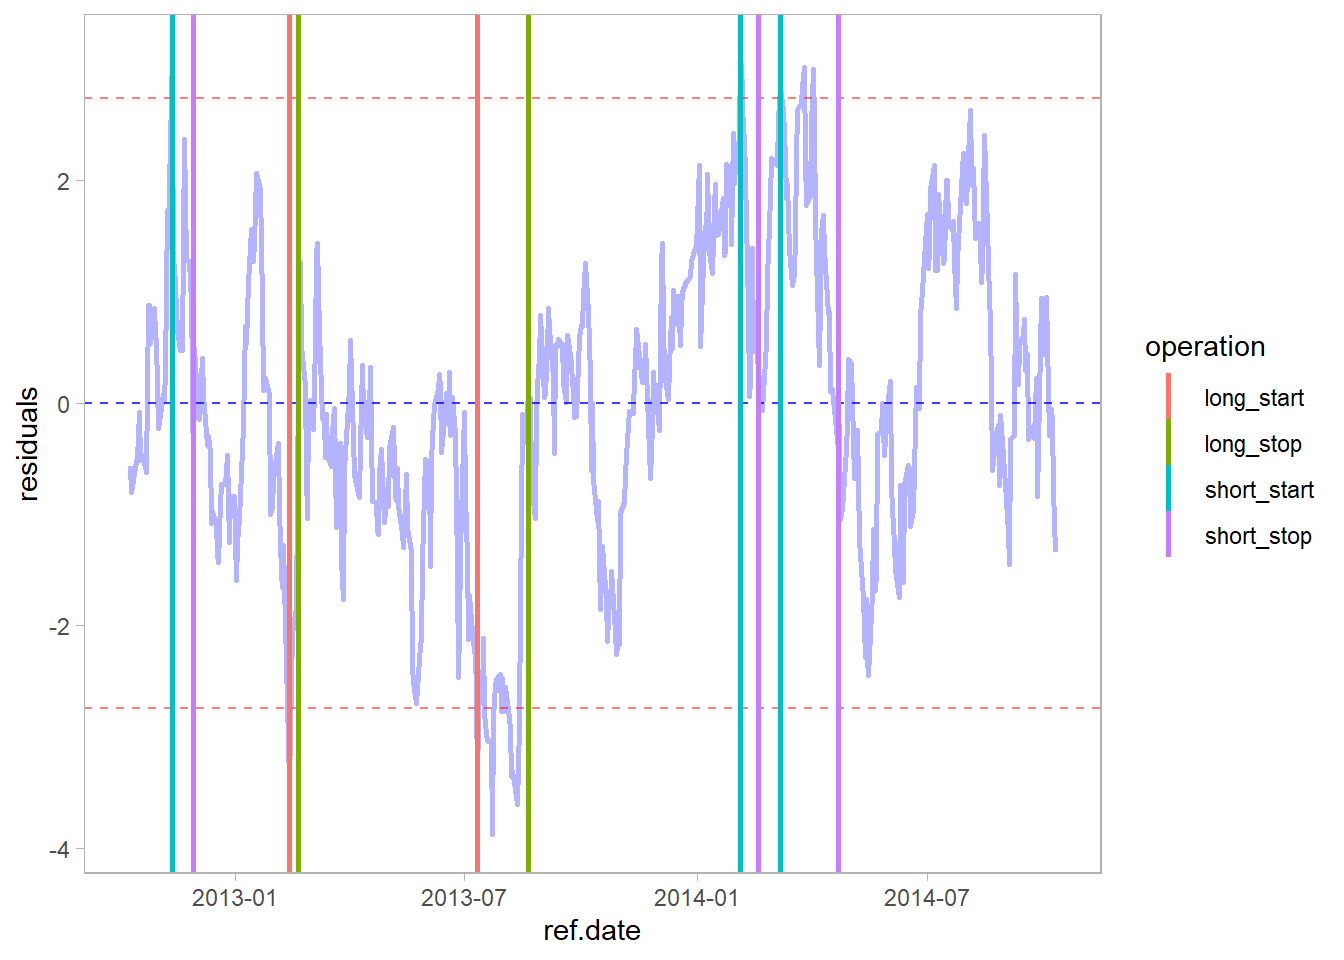 residuals
2
0
-2
-4
2013-01
2013-07
2014-01
2014-07
ref.date
operation
long_start
long_stop
short_start
short_stop